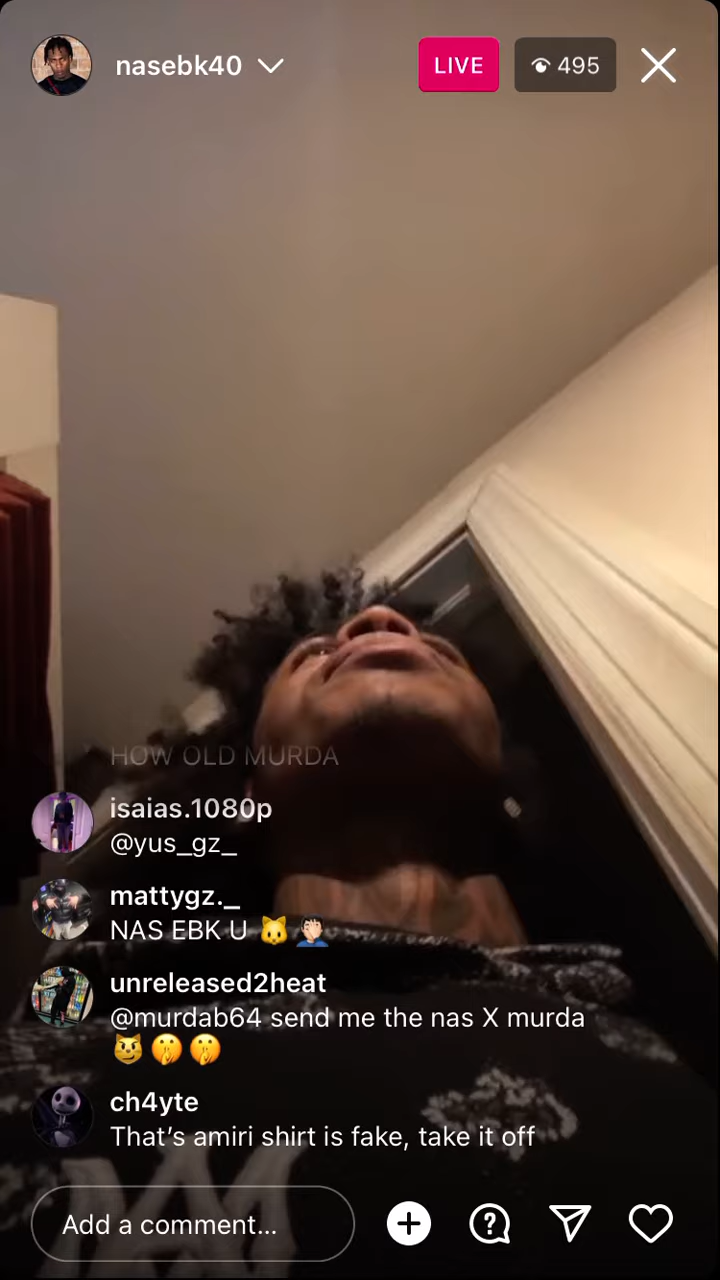 nasebk40
LIVE
495
HOW OLD MURDA
isaias.1080p
@yus_gz_
mattygz._
NAS EBK U 🐱🤦🏻‍♂️
unreleased2heat
@murdab64 send me the nas X murda
😼🤫🤫
ch4yte
That’s amiri shirt is fake, take it off
MA
Add a comment...